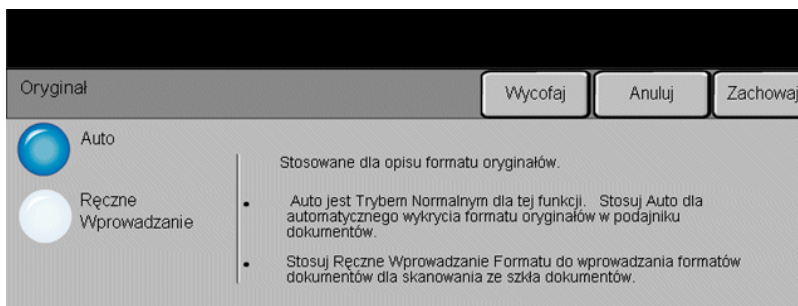 Oryginał
Wycofaj
Anuluj
Zachowaj
Auto
Ręczne
Wprowadzanie
Stosowane dla opisu formatu oryginałów.
• Auto jest Trybem Normalnym dla tej funkcji. Stosuj Auto dla
automatycznego wykrycia formatu oryginałów w podajniku
dokumentów.
• Stosuj Ręczne Wprowadzanie Formatu do wprowadzania formatów
dokumentów dla skanowania ze szkła dokumentów.